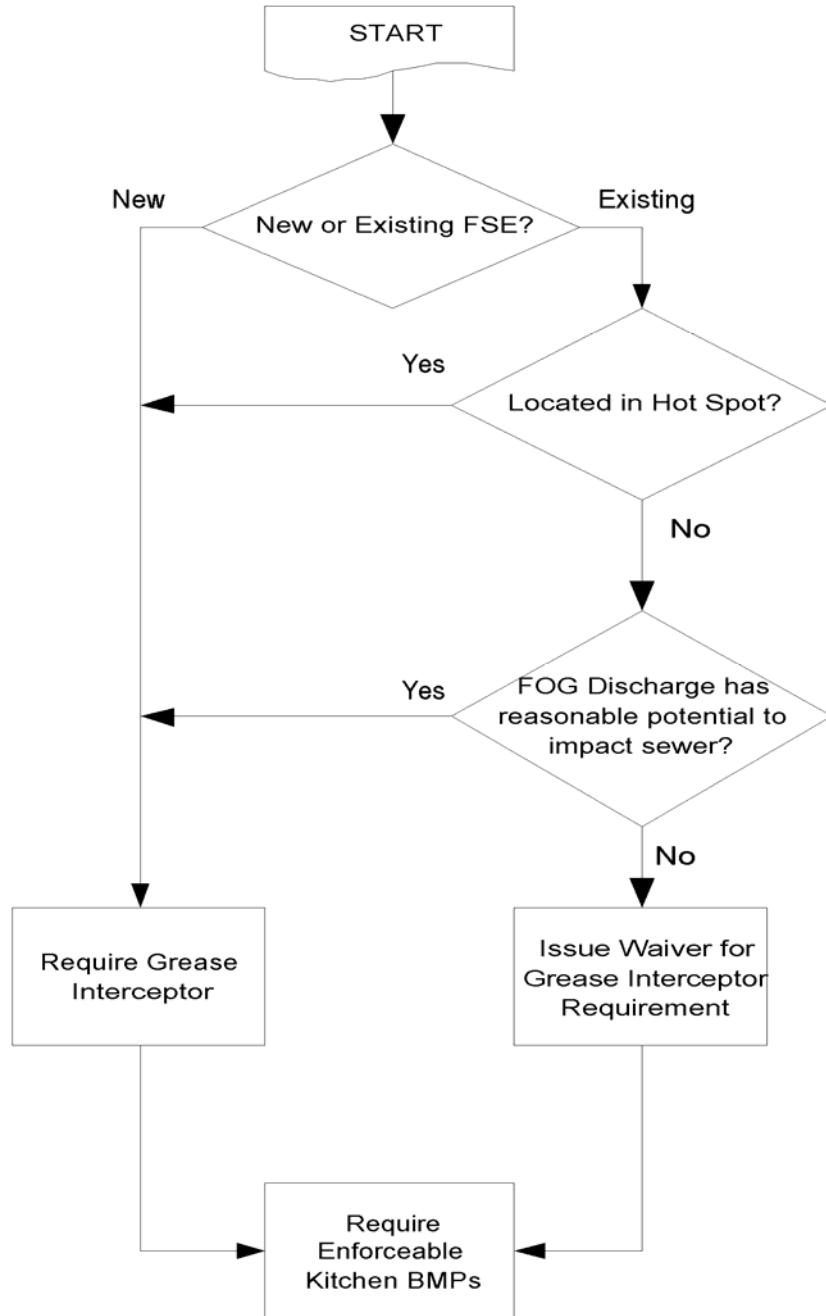 START
New
New or Existing FSE?
Existing
Yes
Located in Hot Spot?
No
Yes
FOG Discharge has
reasonable potential to
impact sewer?
No
Require Grease
Interceptor
Issue Waiver for
Grease Interceptor
Requirement
Require
Enforceable
Kitchen BMPs